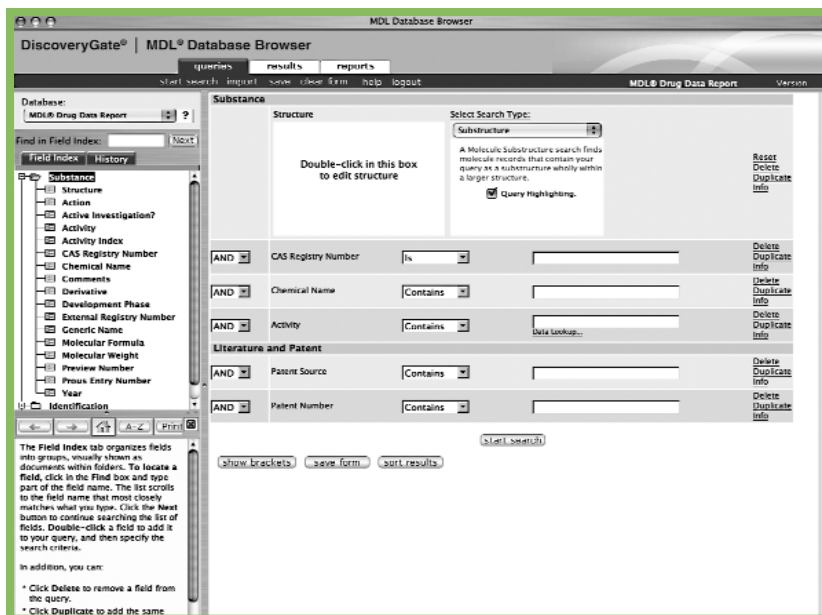 MDL Database Browser
DiscoveryGate® | MDL® Database Browser
queries results reports
start search import save clear form help logout MDL® Drug Data Report Version
Database:
MDL® Drug Data Report ?
Find in Field Index: Next
Field Index History
Substance
Structure
Action
Active Investigation?
Activity
Activity Index
CAS Registry Number
Chemical Name
Comments
Derivative
Development Phase
External Registry Number
Generic Name
Molecular Formula
Molecular Weight
Preview Number
Prous Entry Number
Year
Identification
A-Z Print
The Field Index tab organizes fields
into groups, visually shown as
documents within folders. To locate a
field, click in the Find box and type
part of the field name. The list scrolls
to the field name that most closely
matches what you type. Click the Next
button to continue searching the list of
fields. Double-click a field to add it
to your query, and then specify the
search criteria.
In addition, you can:
* Click Delete to remove a field from
the query.
* Click Duplicate to add the same
Substance
Structure
Double-click in this box
to edit structure
Select Search Type:
Substructure
A Molecule Substructure search finds
molecule records that contain your
query as a substructure wholly within
a larger structure.
Query Highlighting.
Reset
Delete
Duplicate
Info
AND CAS Registry Number Is
Delete
Duplicate
Info
AND Chemical Name Contains
Delete
Duplicate
Info
AND Activity Contains
Data Lookup...
Delete
Duplicate
Info
Literature and Patent
AND Patent Source Contains
Delete
Duplicate
Info
AND Patent Number Contains
Delete
Duplicate
Info
start search
show brackets save form sort results